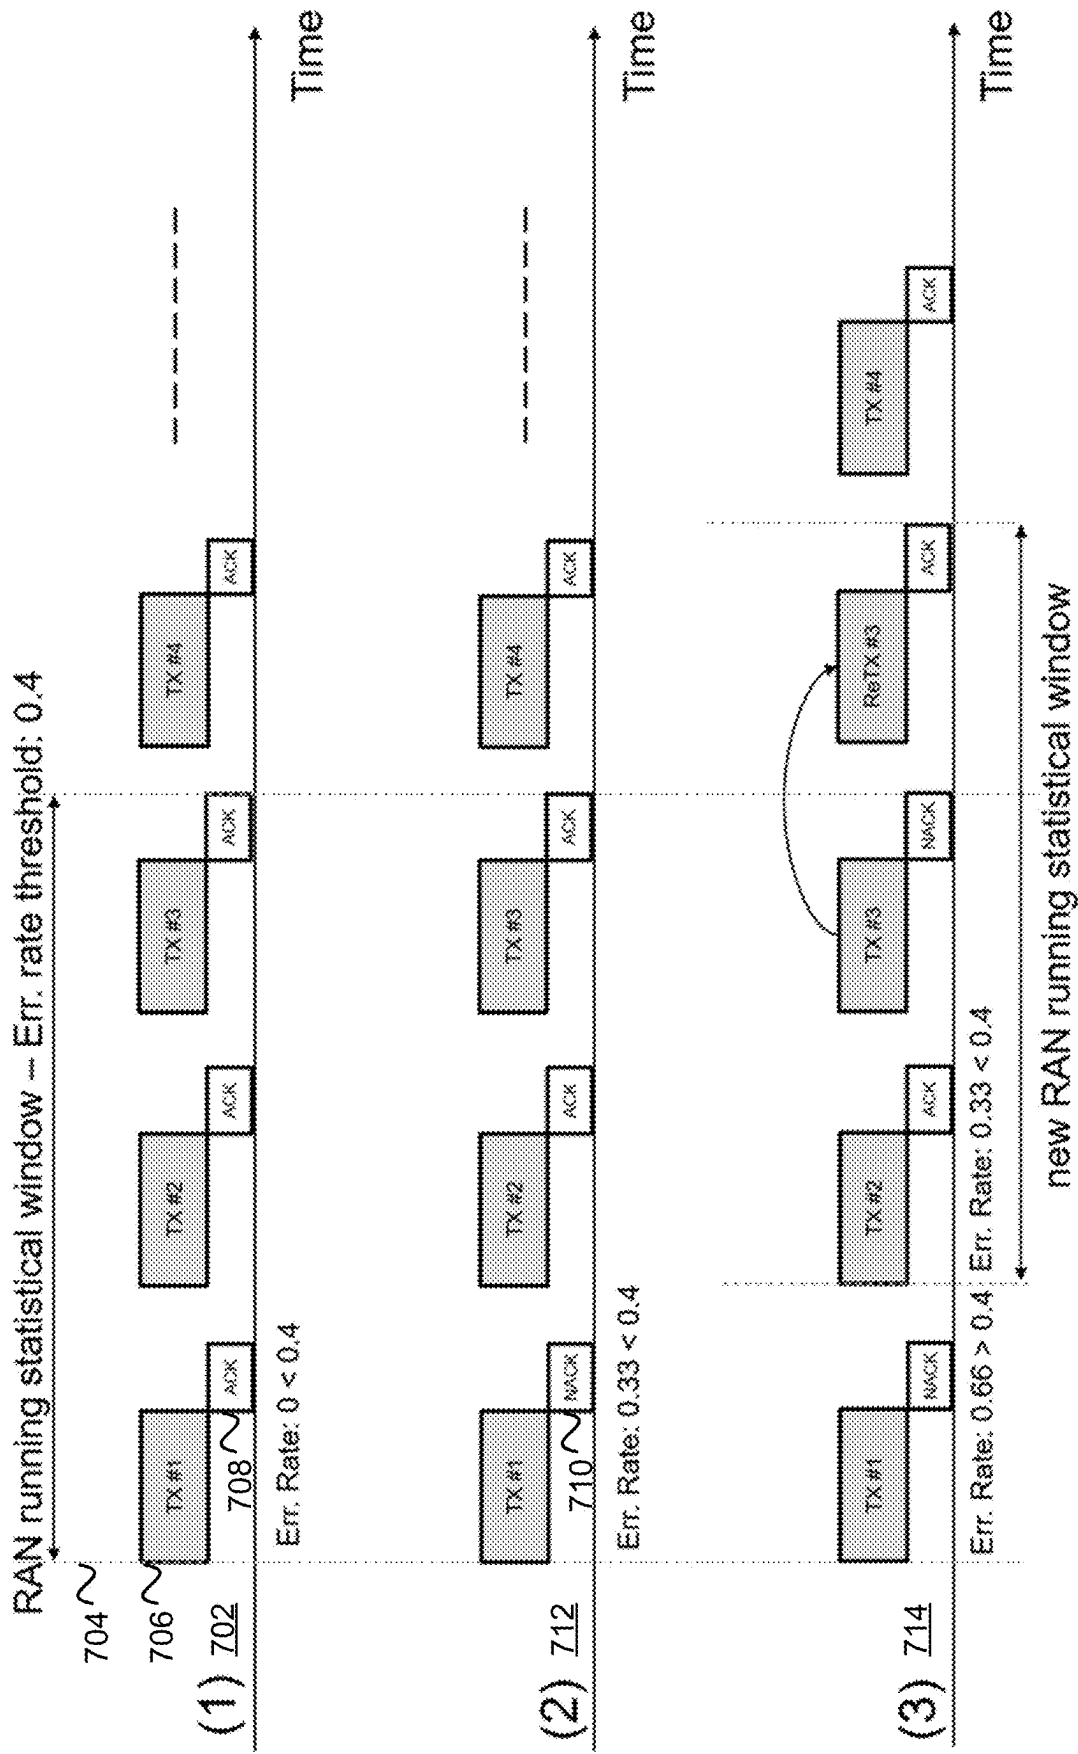 RAN running statistical window – Err. rate threshold: 0.4
704
706
TX #1
TX #2
TX #3
TX #4
708
ACK
ACK
ACK
ACK
(1) 702
Time
Err. Rate: 0 < 0.4
TX #1
TX #2
TX #3
TX #4
710
NACK
ACK
ACK
ACK
(2) 712
Time
Err. Rate: 0.33 < 0.4
TX #1
TX #2
TX #3
ReTX #3
TX #4
NACK
ACK
NACK
ACK
ACK
(3) 714
Time
Err. Rate: 0.66 > 0.4
Err. Rate: 0.33 < 0.4
new RAN running statistical window